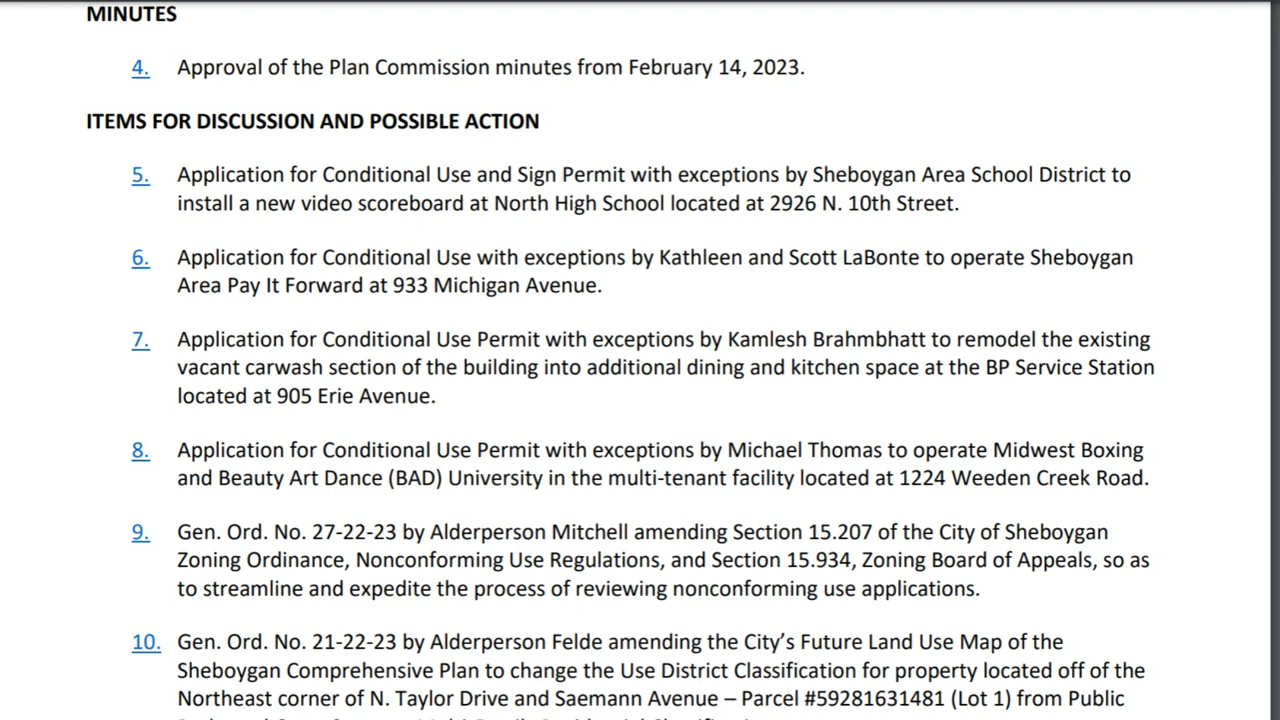 MINUTES
4. Approval of the Plan Commission minutes from February 14, 2023.
ITEMS FOR DISCUSSION AND POSSIBLE ACTION
5. Application for Conditional Use and Sign Permit with exceptions by Sheboygan Area School District to
install a new video scoreboard at North High School located at 2926 N. 10th Street.
6. Application for Conditional Use with exceptions by Kathleen and Scott LaBonte to operate Sheboygan
Area Pay It Forward at 933 Michigan Avenue.
7. Application for Conditional Use Permit with exceptions by Kamlesh Brahmbhatt to remodel the existing
vacant carwash section of the building into additional dining and kitchen space at the BP Service Station
located at 905 Erie Avenue.
8. Application for Conditional Use Permit with exceptions by Michael Thomas to operate Midwest Boxing
and Beauty Art Dance (BAD) University in the multi-tenant facility located at 1224 Weeden Creek Road.
9. Gen. Ord. No. 27-22-23 by Alderperson Mitchell amending Section 15.207 of the City of Sheboygan
Zoning Ordinance, Nonconforming Use Regulations, and Section 15.934, Zoning Board of Appeals, so as
to streamline and expedite the process of reviewing nonconforming use applications.
10. Gen. Ord. No. 21-22-23 by Alderperson Felde amending the City's Future Land Use Map of the
Sheboygan Comprehensive Plan to change the Use District Classification for property located off of the
Northeast corner of N. Taylor Drive and Saemann Avenue – Parcel #59281631481 (Lot 1) from Public